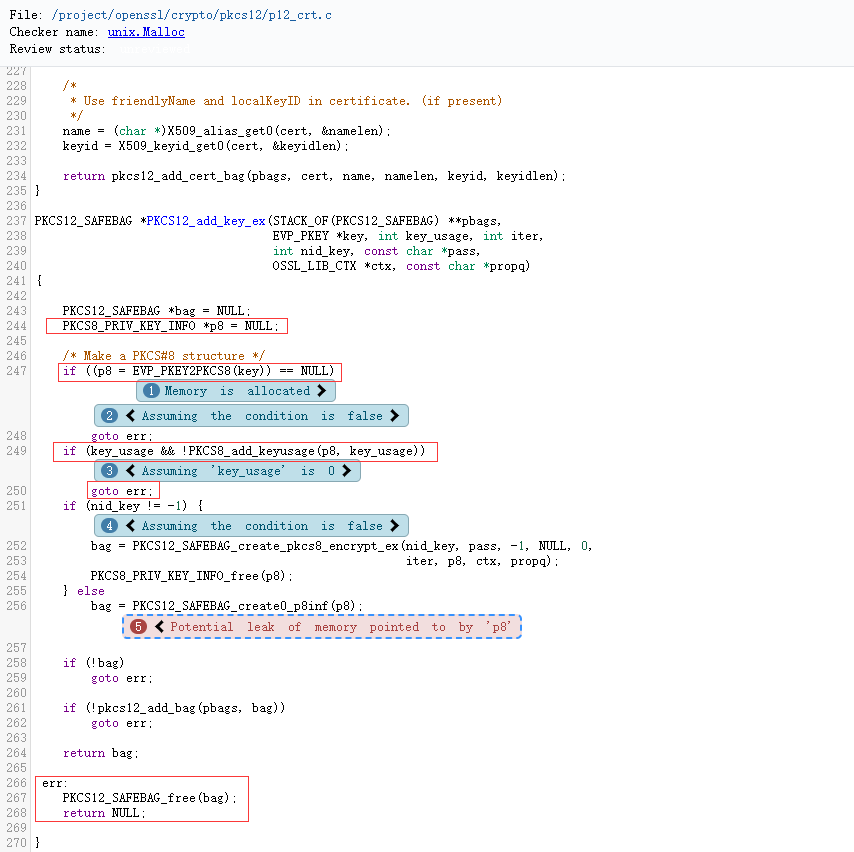 File: /project/openssl/crypto/pkcs12/p12_crt.c
Checker name: unix.Malloc
Review status:
227
228 /*
229 * Use friendlyName and localKeyID in certificate. (if present)
230 */
231 name = (char *)X509_alias_get0(cert, &namelen);
232 keyid = X509_keyid_get0(cert, &keyidlen);
233
234 return pkcs12_add_cert_bag(pbags, cert, name, namelen, keyid, keyidlen);
235 }
236
237 PKCS12_SAFEBAG *PKCS12_add_key_ex(STACK_OF(PKCS12_SAFEBAG) **pbags,
238 EVP_PKEY *key, int key_usage, int iter,
239 int nid_key, const char *pass,
240 OSSL_LIB_CTX *ctx, const char *propq)
241 {
242
243 PKCS12_SAFEBAG *bag = NULL;
244 PKCS8_PRIV_KEY_INFO *p8 = NULL;
245
246 /* Make a PKCS#8 structure */
247 if ((p8 = EVP_PKEY2PKCS8(key)) == NULL)
1 Memory is allocated
2 Assuming the condition is false
248 goto err;
249 if (key_usage && !PKCS8_add_keyusage(p8, key_usage))
3 Assuming 'key_usage' is 0
250 goto err;
251 if (nid_key != -1) {
4 Assuming the condition is false
252 bag = PKCS12_SAFEBAG_create_pkcs8_encrypt_ex(nid_key, pass, -1, NULL, 0,
253 iter, p8, ctx, propq);
254 PKCS8_PRIV_KEY_INFO_free(p8);
255 } else
256 bag = PKCS12_SAFEBAG_create0_p8inf(p8);
5 Potential leak of memory pointed to by 'p8'
257
258 if (!bag)
259 goto err;
260
261 if (!pkcs12_add_bag(pbags, bag))
262 goto err;
263
264 return bag;
265
266 err:
267 PKCS12_SAFEBAG_free(bag);
268 return NULL;
269
270 }